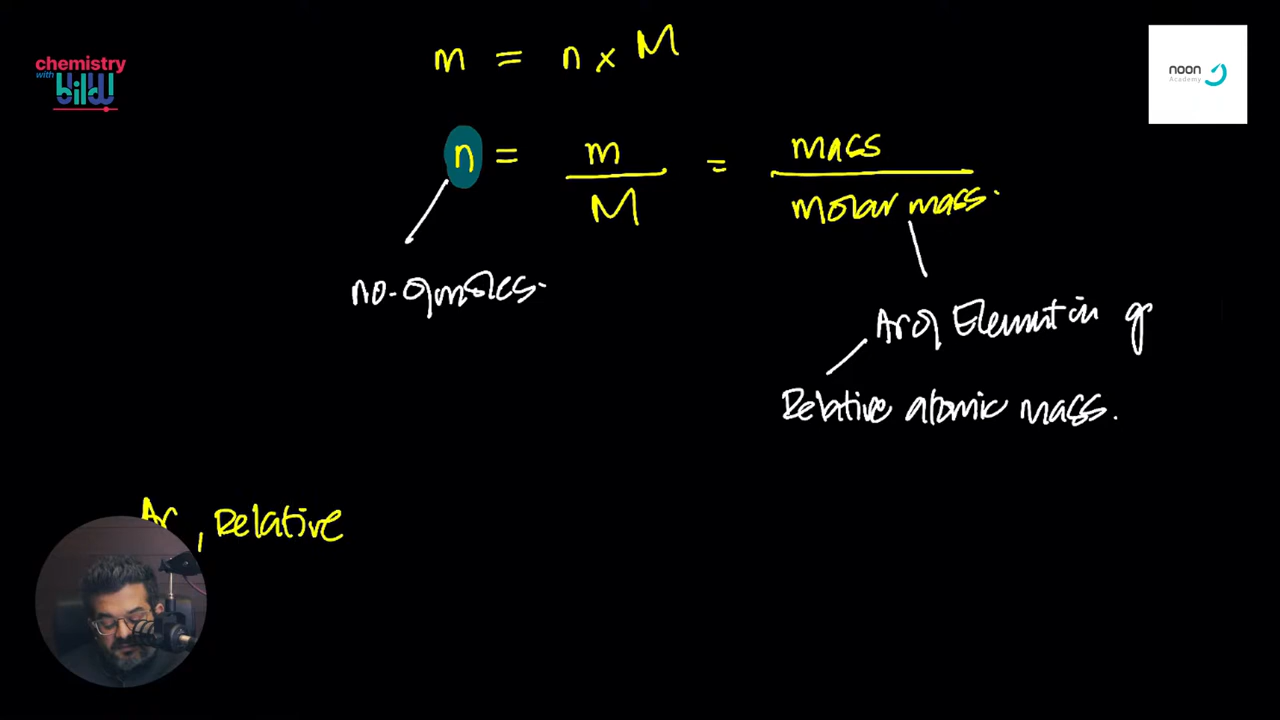 chemistry
with
bilal
noon
Academy
m = n × M
n = m / M = mass / molar mass.
no. of moles.
Ar of Element in g
Relative atomic mass.
Ar, Relative